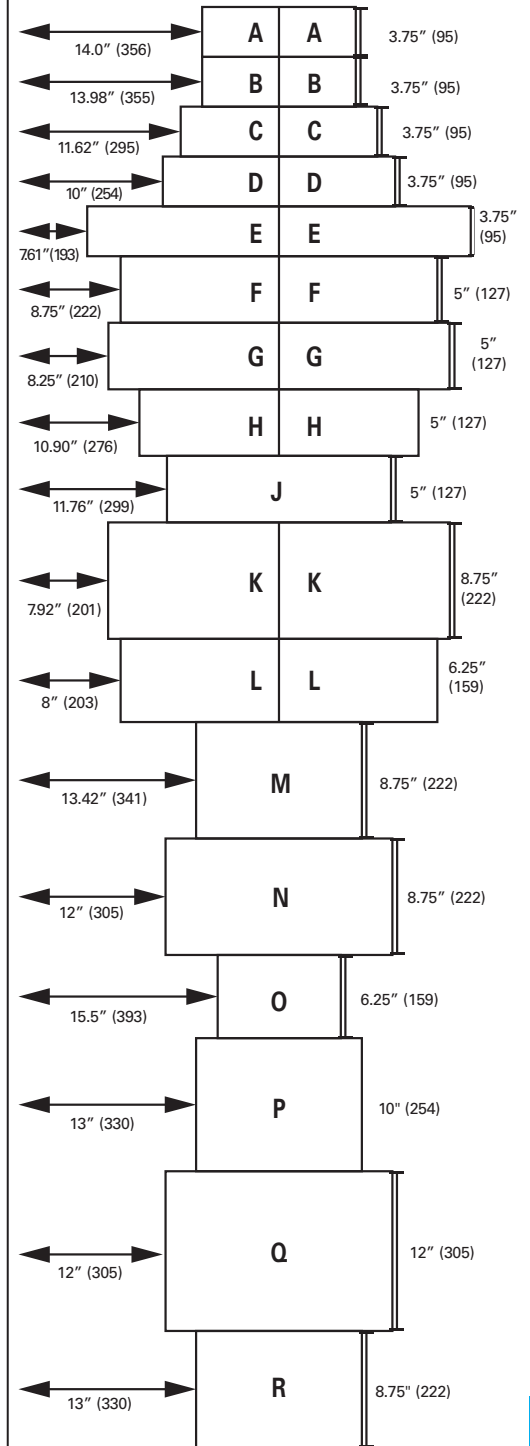 A A 3.75” (95)
14.0” (356)
B B 3.75” (95)
13.98” (355)
C C 3.75” (95)
11.62” (295)
D D 3.75” (95)
10” (254)
E E 3.75”
(95)
7.61”(193)
F F 5” (127)
8.75” (222)
G G 5”
(127)
8.25” (210)
H H 5” (127)
10.90” (276)
J 5” (127)
11.76” (299)
K K 8.75”
(222)
7.92” (201)
L L 6.25”
(159)
8” (203)
M 8.75” (222)
13.42” (341)
N 8.75” (222)
12” (305)
O 6.25” (159)
15.5” (393)
P 10" (254)
13” (330)
Q 12” (305)
12” (305)
R 8.75" (222)
13” (330)